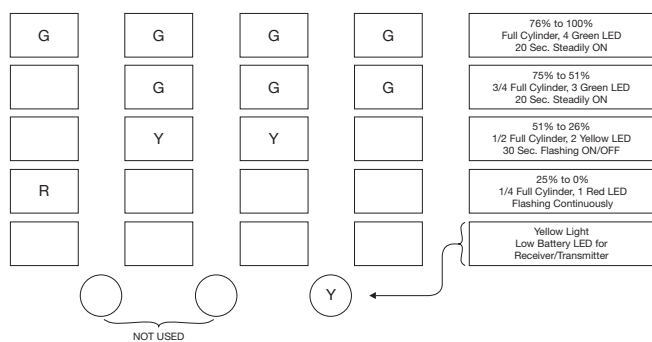 G G G G
76% to 100%
Full Cylinder, 4 Green LED
20 Sec. Steadily ON
G G G
75% to 51%
3/4 Full Cylinder, 3 Green LED
20 Sec. Steadily ON
Y Y
51% to 26%
1/2 Full Cylinder, 2 Yellow LED
30 Sec. Flashing ON/OFF
R
25% to 0%
1/4 Full Cylinder, 1 Red LED
Flashing Continuously
Yellow Light
Low Battery LED for
Receiver/Transmitter
Y
NOT USED